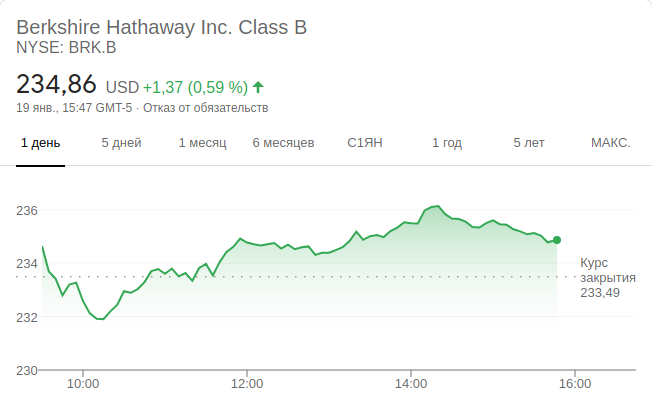 Berkshire Hathaway Inc. Class B
NYSE: BRK.B
234,86 USD +1,37 (0,59 %)
19 янв., 15:47 GMT-5 · Отказ от обязательств
1 день 5 дней 1 месяц 6 месяцев С1ЯН 1 год 5 лет МАКС.
236
234
Курс
закрытия
233,49
232
230
10:00 12:00 14:00 16:00